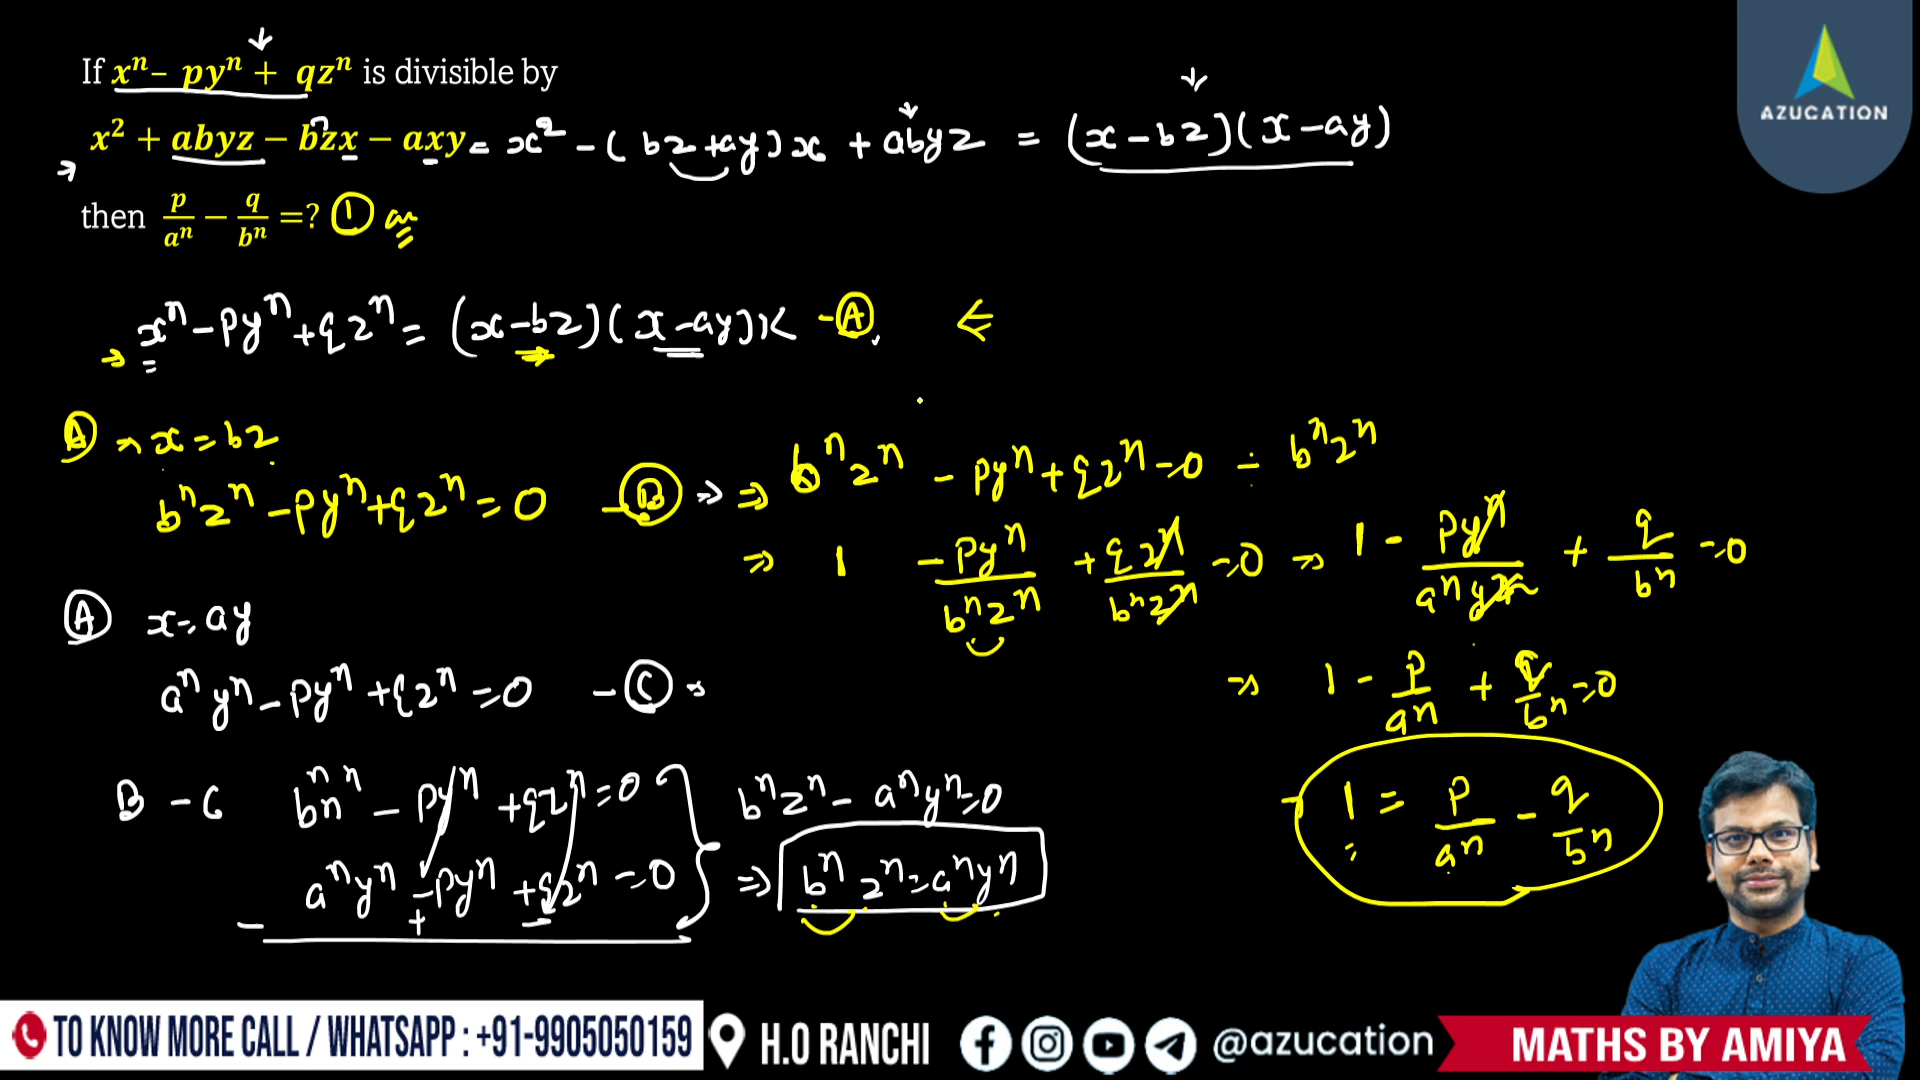 If xⁿ – pyⁿ + qzⁿ is divisible by
x² + abyz – bzx – axy = x² – (bz + ay)x + abyz = (x – bz)(x – ay)
then p/aⁿ – q/bⁿ =? ① Ans
AZUCATION
xⁿ – pyⁿ + qzⁿ = (x – bz)(x – ay)K – Ⓐ
Ⓐ → x = bz
bⁿzⁿ – pyⁿ + qzⁿ = 0 – Ⓑ ⇒
⇒ bⁿzⁿ – pyⁿ + qzⁿ = 0 ÷ bⁿzⁿ
⇒ 1 – pyⁿ/bⁿzⁿ + qzⁿ/bⁿzⁿ = 0 ⇒ 1 – pyⁿ/aⁿyⁿ + q/bⁿ = 0
Ⓐ x = ay
aⁿyⁿ – pyⁿ + qzⁿ = 0 – Ⓒ ⇒
⇒ 1 – p/aⁿ + q/bⁿ = 0
B – C bⁿnⁿ – pyⁿ + qzⁿ = 0
aⁿyⁿ – pyⁿ + qzⁿ = 0
– + –
bⁿzⁿ – aⁿyⁿ = 0
⇒ bⁿzⁿ = aⁿyⁿ
→ 1 = p/aⁿ – q/bⁿ
TO KNOW MORE CALL / WHATSAPP : +91-9905050159
H.O RANCHI
@azucation
MATHS BY AMIYA